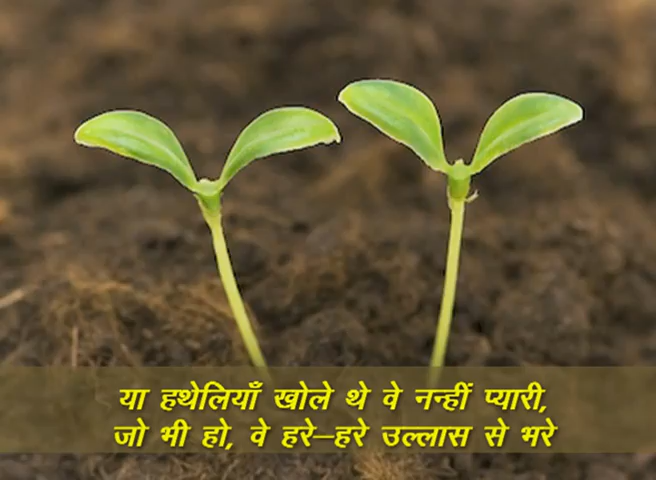 या हथेलियाँ खोले थे वे नन्हीं प्यारी,
जो भी हो, वे हरे–हरे उल्लास से भरे